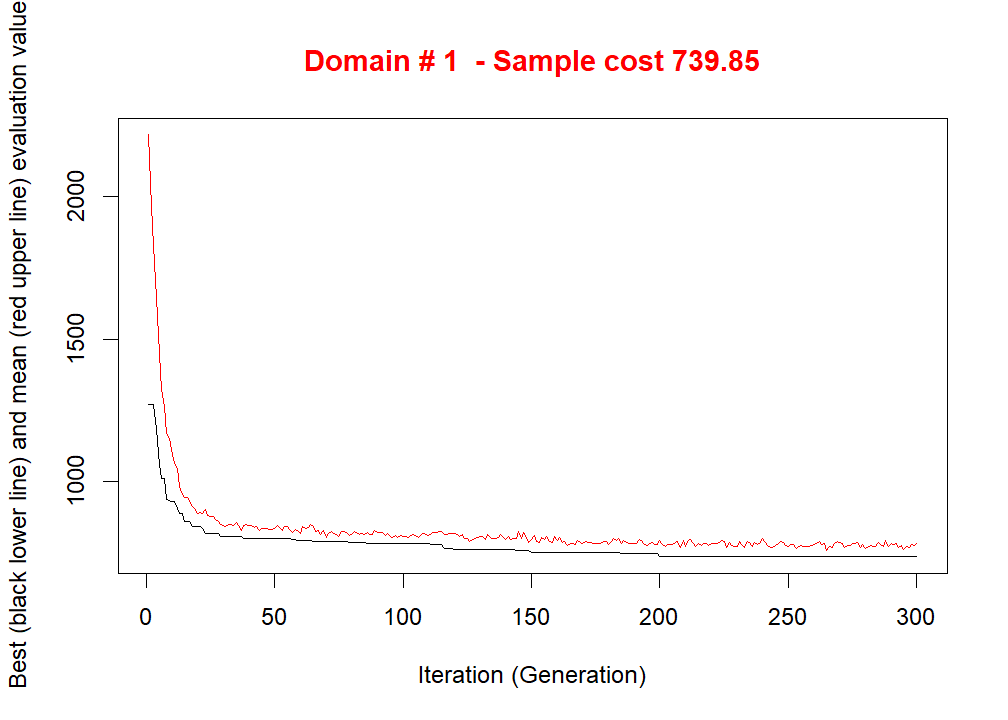 Domain # 1  - Sample cost 739.85
Best (black lower line) and mean (red upper line) evaluation value
2000
1500
1000
0 50 100 150 200 250 300
Iteration (Generation)